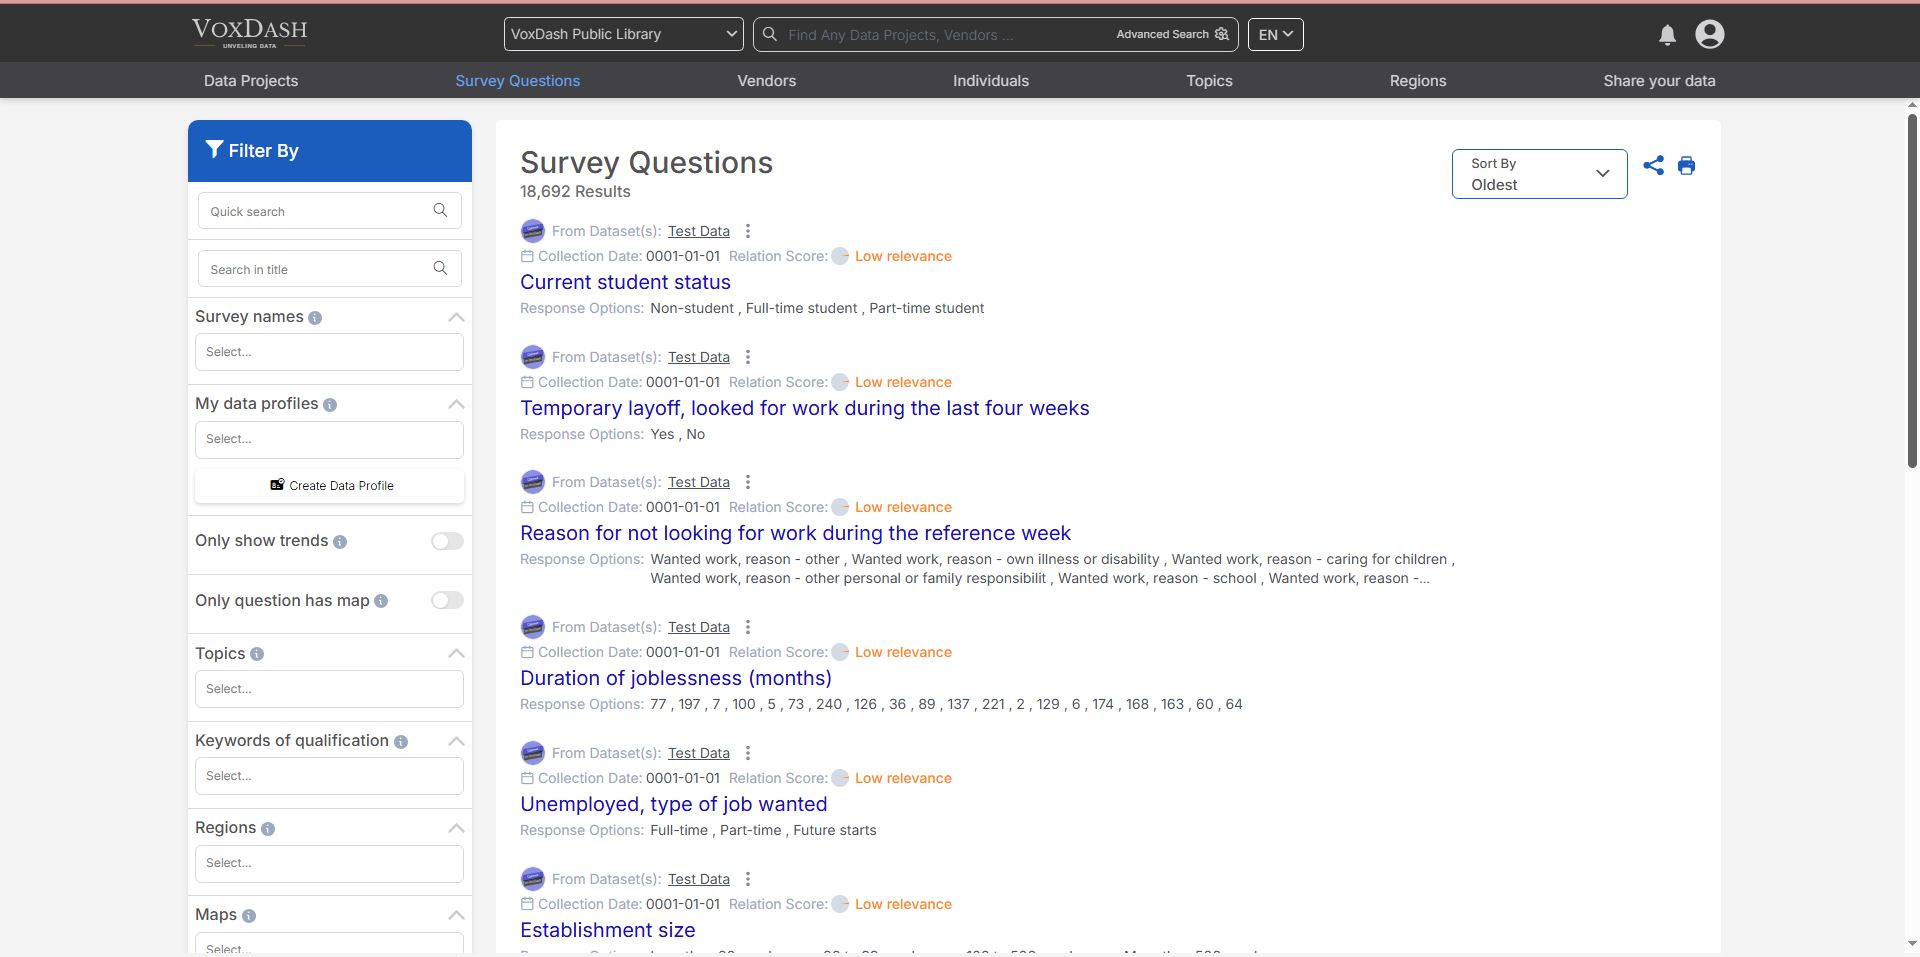 VOXDASH
UNVEILING DATA
VoxDash Public Library
Find Any Data Projects, Vendors ...
Advanced Search
EN
Data Projects
Survey Questions
Vendors
Individuals
Topics
Regions
Share your data
Filter By
Quick search
Search in title
Survey names
Select...
My data profiles
Select...
Create Data Profile
Only show trends
Only question has map
Topics
Select...
Keywords of qualification
Select...
Regions
Select...
Maps
Select...
Survey Questions
18,692 Results
Sort By
Oldest
From Dataset(s): Test Data
Collection Date: 0001-01-01 Relation Score: Low relevance
Current student status
Response Options: Non-student , Full-time student , Part-time student
From Dataset(s): Test Data
Collection Date: 0001-01-01 Relation Score: Low relevance
Temporary layoff, looked for work during the last four weeks
Response Options: Yes , No
From Dataset(s): Test Data
Collection Date: 0001-01-01 Relation Score: Low relevance
Reason for not looking for work during the reference week
Response Options: Wanted work, reason - other , Wanted work, reason - own illness or disability , Wanted work, reason - caring for children ,
Wanted work, reason - other personal or family responsibilit , Wanted work, reason - school , Wanted work, reason -...
From Dataset(s): Test Data
Collection Date: 0001-01-01 Relation Score: Low relevance
Duration of joblessness (months)
Response Options: 77 , 197 , 7 , 100 , 5 , 73 , 240 , 126 , 36 , 89 , 137 , 221 , 2 , 129 , 6 , 174 , 168 , 163 , 60 , 64
From Dataset(s): Test Data
Collection Date: 0001-01-01 Relation Score: Low relevance
Unemployed, type of job wanted
Response Options: Full-time , Part-time , Future starts
From Dataset(s): Test Data
Collection Date: 0001-01-01 Relation Score: Low relevance
Establishment size